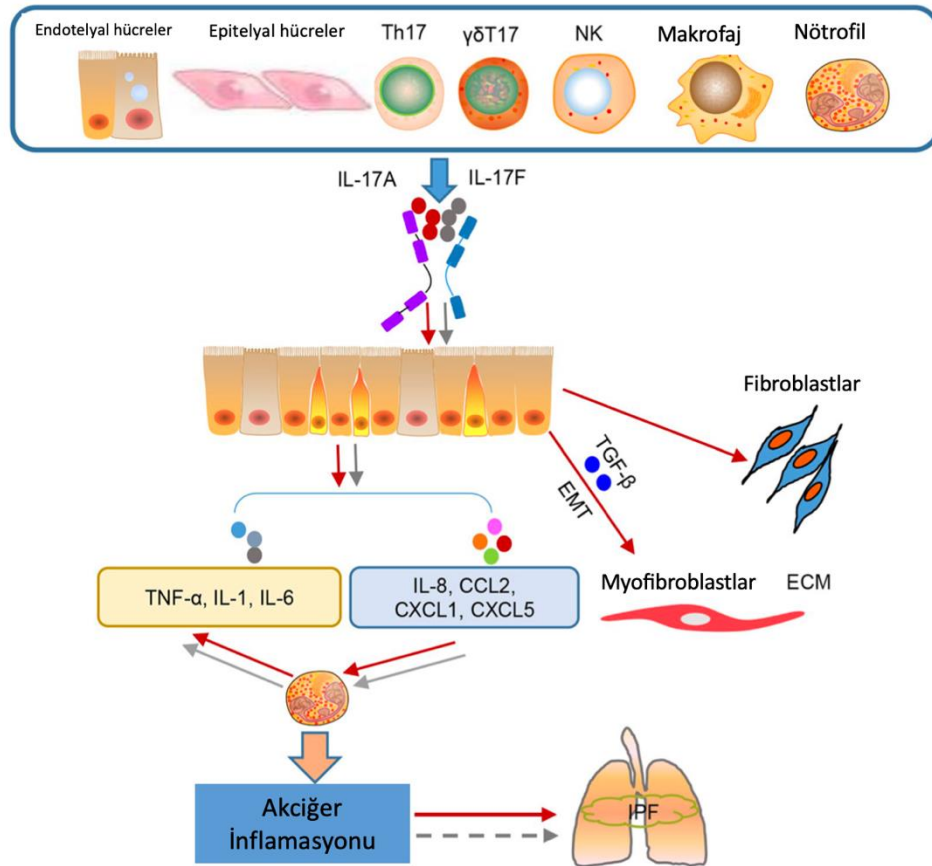 Endotelyal hücreler
Epitelyal hücreler
Th17
γδT17
NK
Makrofaj
Nötrofil
IL-17A
IL-17F
Fibroblastlar
TGF-β
EMT
TNF-α, IL-1, IL-6
IL-8, CCL2,
CXCL1, CXCL5
Myofibroblastlar
ECM
Akciğer
İnflamasyonu
IPF